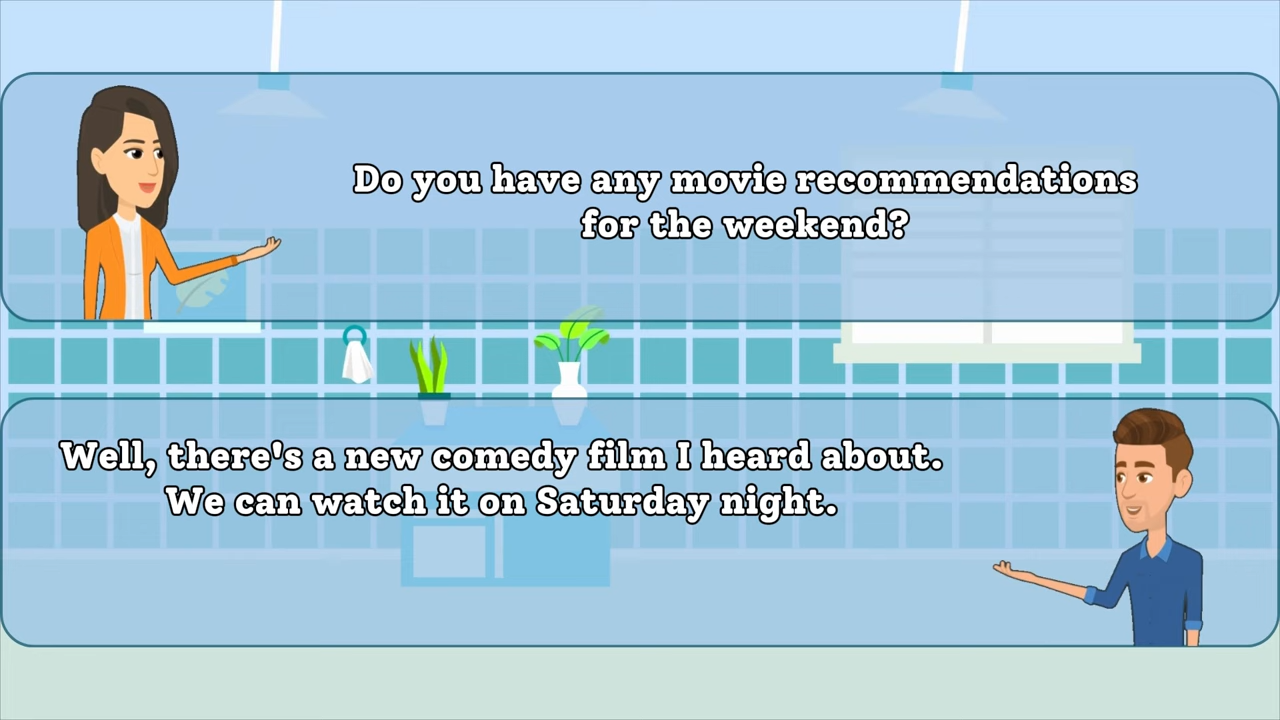 Do you have any movie recommendations
for the weekend?
Well, there's a new comedy film I heard about.
We can watch it on Saturday night.